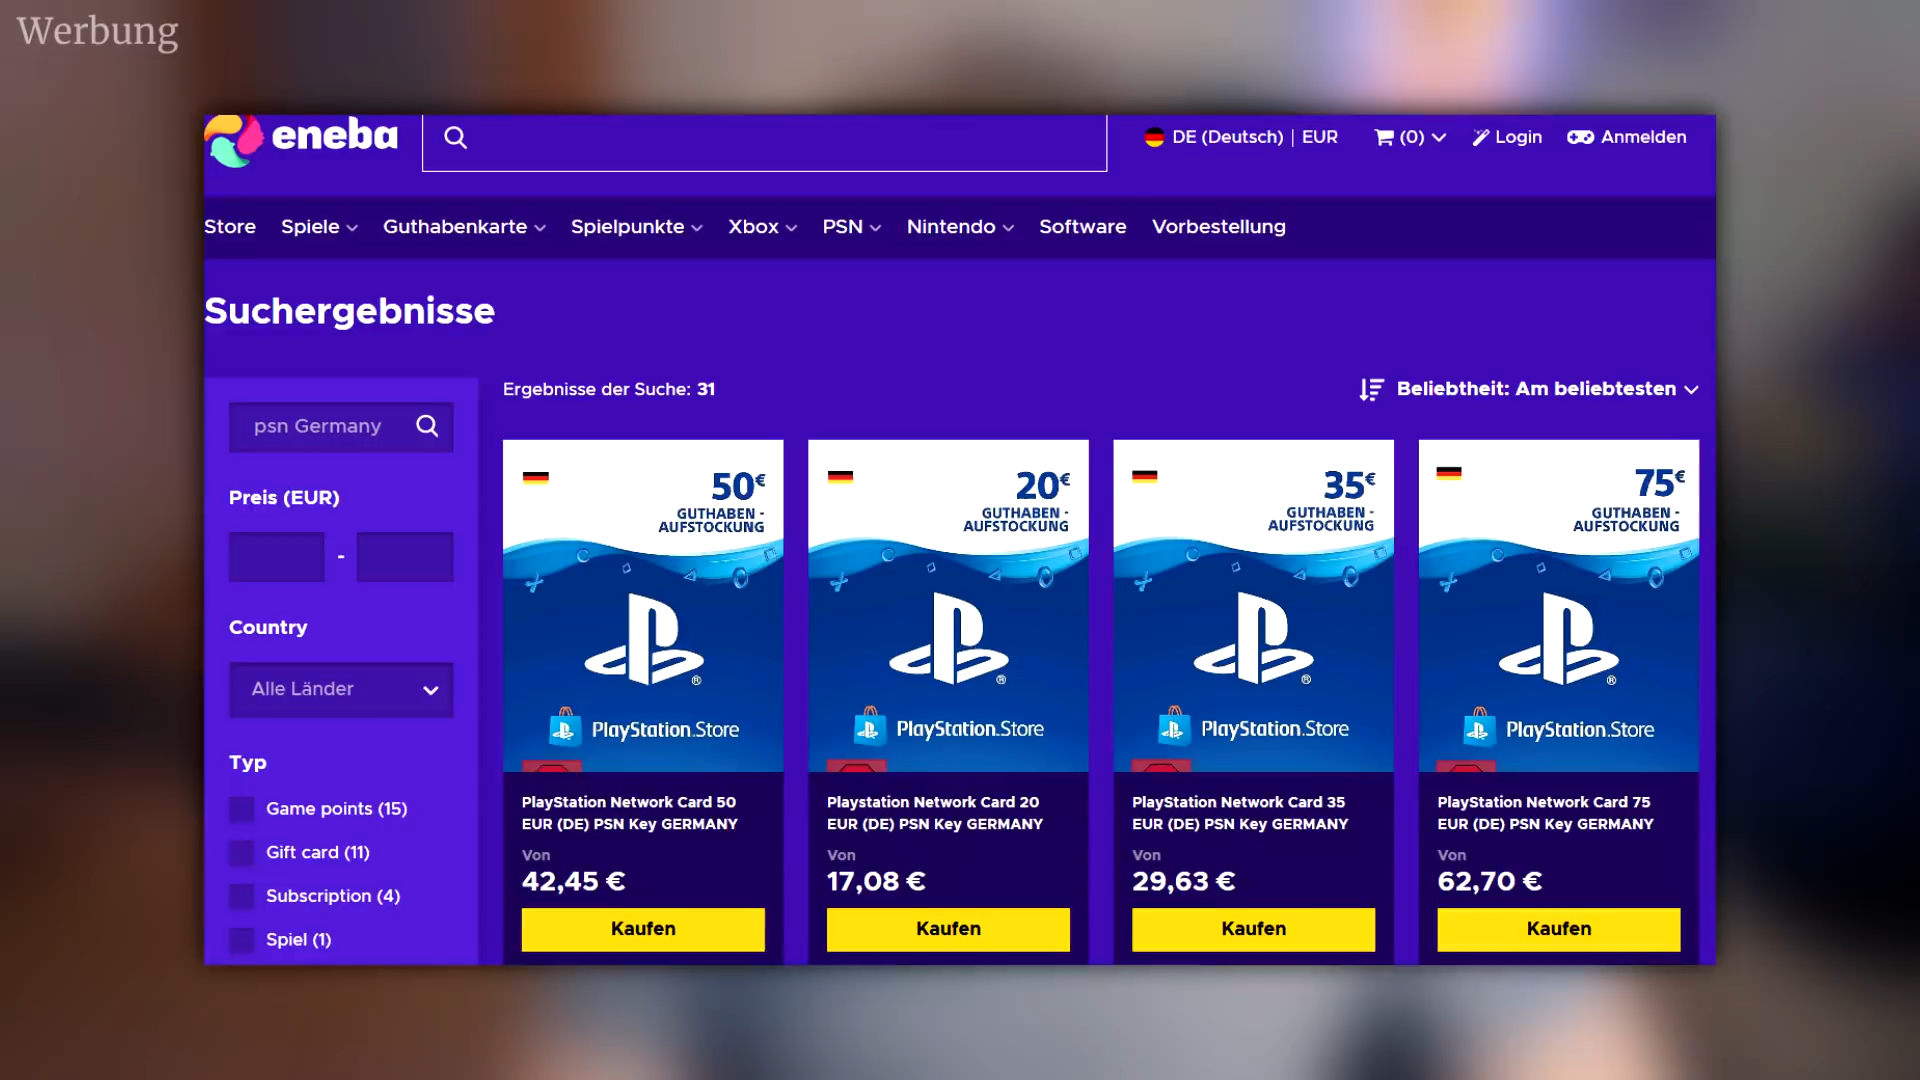 Werbung
eneba
DE (Deutsch) | EUR
(0)
Login
Anmelden
Store
Spiele
Guthabenkarte
Spielpunkte
Xbox
PSN
Nintendo
Software
Vorbestellung
Suchergebnisse
psn Germany
Preis (EUR)
-
Country
Alle Länder
Typ
Game points (15)
Gift card (11)
Subscription (4)
Spiel (1)
Ergebnisse der Suche: 31
Beliebtheit: Am beliebtesten
50€
GUTHABEN -
AUFSTOCKUNG
PlayStation.Store
PlayStation Network Card 50
EUR (DE) PSN Key GERMANY
Von
42,45 €
Kaufen
20€
GUTHABEN -
AUFSTOCKUNG
PlayStation.Store
Playstation Network Card 20
EUR (DE) PSN Key GERMANY
Von
17,08 €
Kaufen
35€
GUTHABEN -
AUFSTOCKUNG
PlayStation.Store
PlayStation Network Card 35
EUR (DE) PSN Key GERMANY
Von
29,63 €
Kaufen
75€
GUTHABEN -
AUFSTOCKUNG
PlayStation.Store
PlayStation Network Card 75
EUR (DE) PSN Key GERMANY
Von
62,70 €
Kaufen